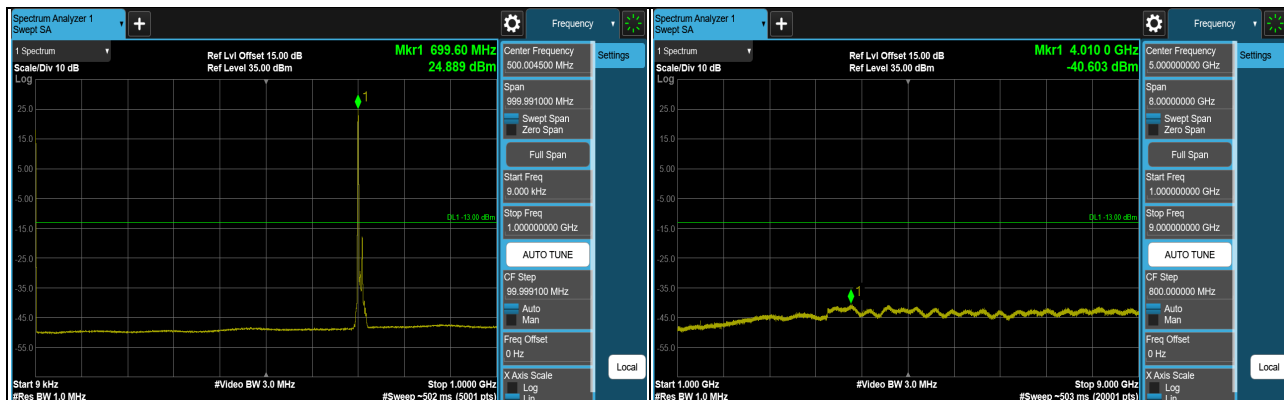 Spectrum Analyzer 1
Swept SA
+
Frequency
1 Spectrum
Scale/Div 10 dB
Log
Ref Lvl Offset 15.00 dB
Ref Level 35.00 dBm
Mkr1 699.60 MHz
24.889 dBm
1
25.0
15.0
5.00
-5.00
-15.0
-25.0
-35.0
-45.0
-55.0
DL1 -13.00 dBm
Start 9 kHz
#Res BW 1.0 MHz
#Video BW 3.0 MHz
Stop 1.0000 GHz
#Sweep ~502 ms (5001 pts)
Center Frequency
500.004500 MHz
Settings
Span
999.991000 MHz
Swept Span
Zero Span
Full Span
Start Freq
9.000 kHz
Stop Freq
1.000000000 GHz
AUTO TUNE
CF Step
99.999100 MHz
Auto
Man
Freq Offset
0 Hz
X Axis Scale
Log
Lin
Local
Spectrum Analyzer 1
Swept SA
+
Frequency
1 Spectrum
Scale/Div 10 dB
Log
Ref Lvl Offset 15.00 dB
Ref Level 35.00 dBm
Mkr1 4.010 0 GHz
-40.603 dBm
1
25.0
15.0
5.00
-5.00
-15.0
-25.0
-35.0
-45.0
-55.0
DL1 -13.00 dBm
Start 1.000 GHz
#Res BW 1.0 MHz
#Video BW 3.0 MHz
Stop 9.000 GHz
#Sweep ~503 ms (20001 pts)
Center Frequency
5.000000000 GHz
Settings
Span
8.00000000 GHz
Swept Span
Zero Span
Full Span
Start Freq
1.000000000 GHz
Stop Freq
9.000000000 GHz
AUTO TUNE
CF Step
800.000000 MHz
Auto
Man
Freq Offset
0 Hz
X Axis Scale
Log
Lin
Local